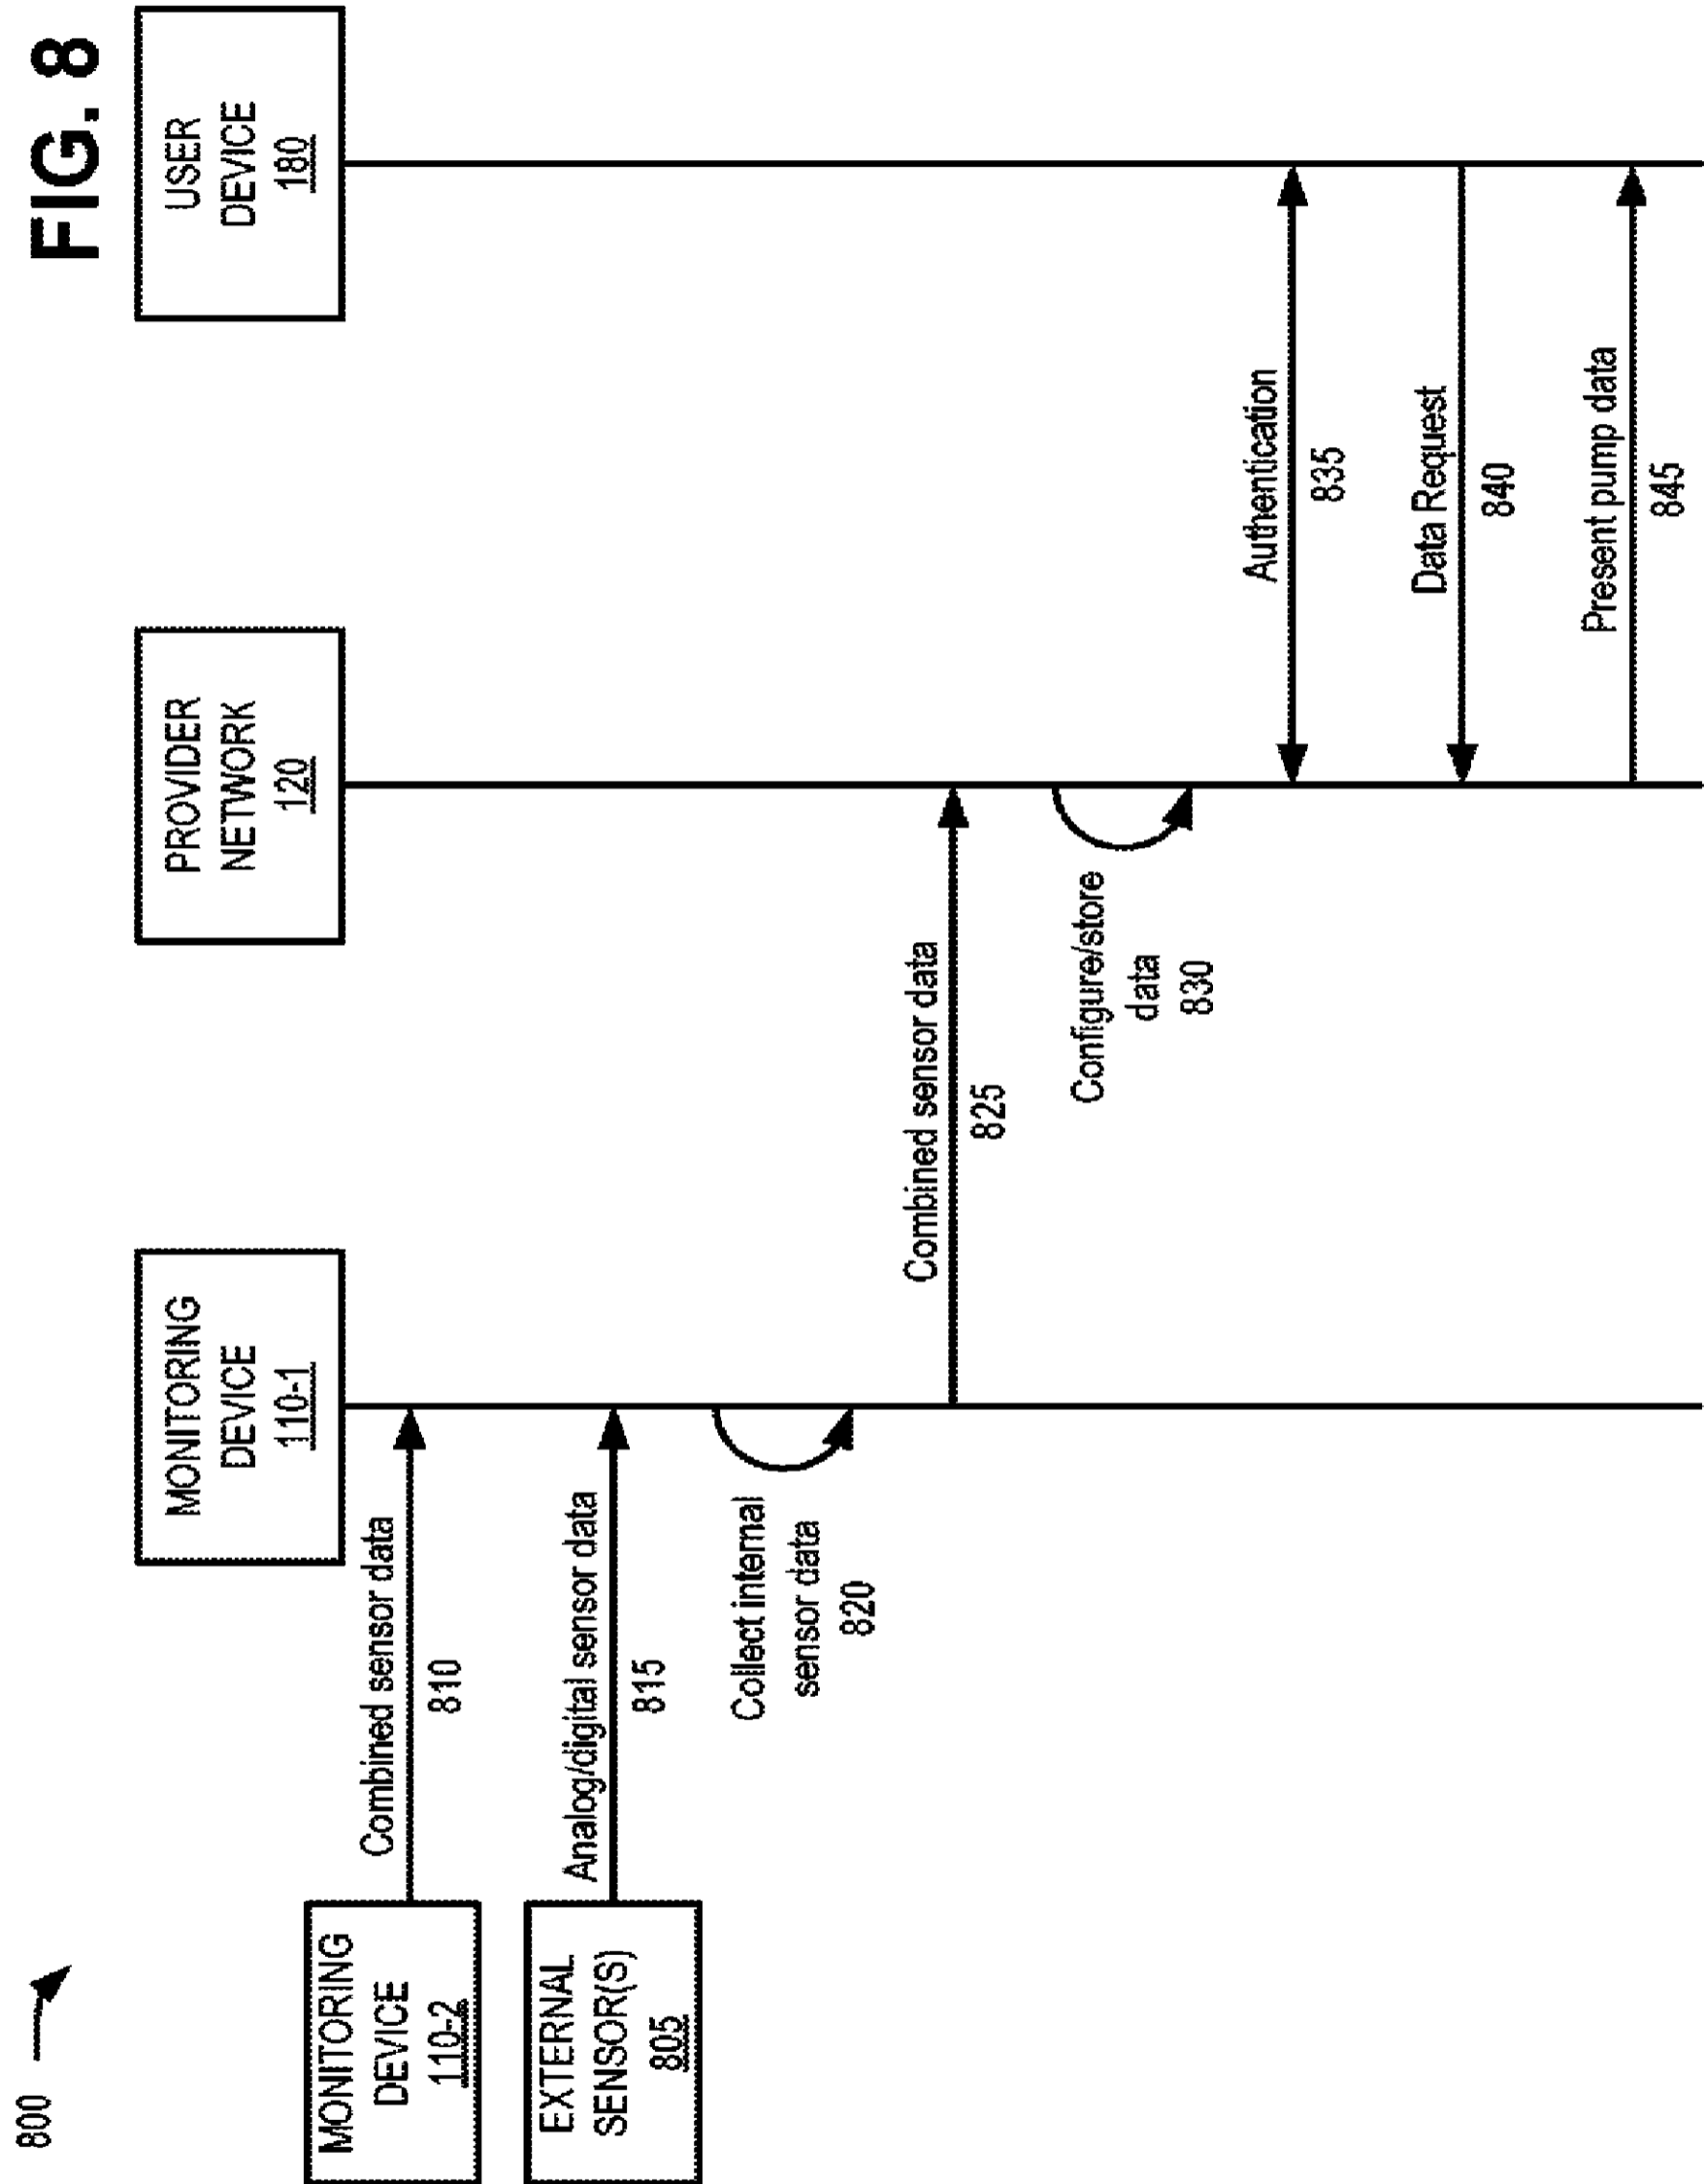 FIG. 8
800
MONITORING
DEVICE
110-2
EXTERNAL
SENSOR(S)
805
MONITORING
DEVICE
110-1
PROVIDER
NETWORK
120
USER
DEVICE
180
Combined sensor data
810
Analog/digital sensor data
815
Collect internal
sensor data
820
Combined sensor data
825
Configure/store
data
830
Authentication
835
Data Request
840
Present pump data
845